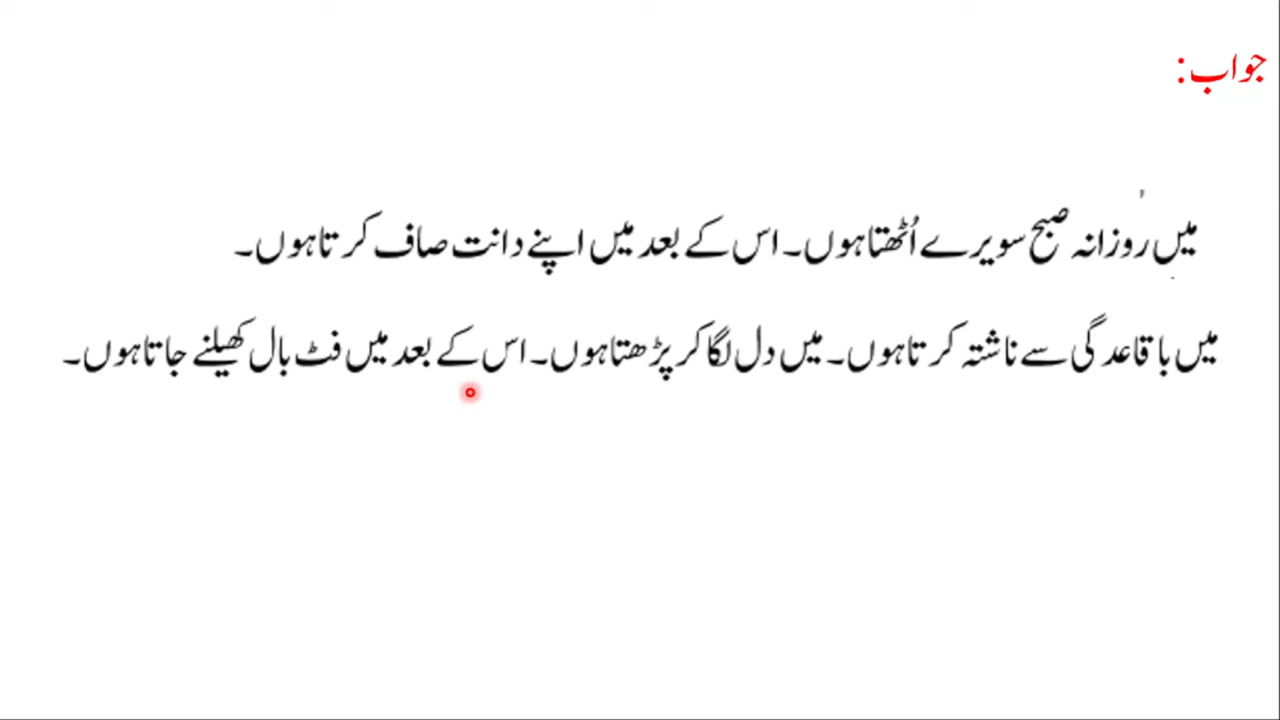 جواب:
میں روزانہ صبح سویرے اُٹھتا ہوں۔ اس کے بعد میں اپنے دانت صاف کرتا ہوں۔
میں باقاعدگی سے ناشتہ کرتا ہوں۔ میں دل لگا کر پڑھتا ہوں۔ اس کے بعد میں فٹ بال کھیلنے جاتا ہوں۔